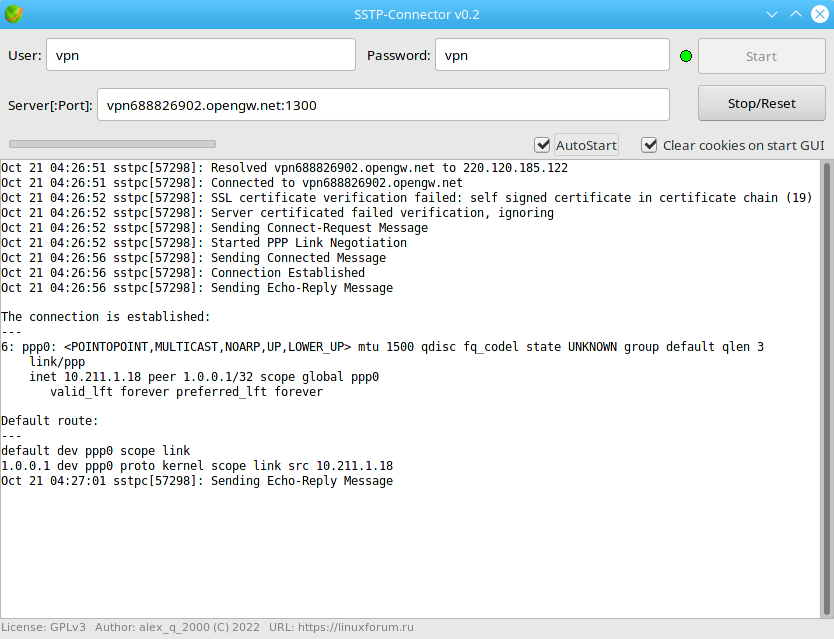 SSTP-Connector v0.2
User: vpn Password: vpn Start
Server[:Port]: vpn688826902.opengw.net:1300 Stop/Reset
AutoStart Clear cookies on start GUI
Oct 21 04:26:51 sstpc[57298]: Resolved vpn688826902.opengw.net to 220.120.185.122
Oct 21 04:26:51 sstpc[57298]: Connected to vpn688826902.opengw.net
Oct 21 04:26:52 sstpc[57298]: SSL certificate verification failed: self signed certificate in certificate chain (19)
Oct 21 04:26:52 sstpc[57298]: Server certificated failed verification, ignoring
Oct 21 04:26:52 sstpc[57298]: Sending Connect-Request Message
Oct 21 04:26:52 sstpc[57298]: Started PPP Link Negotiation
Oct 21 04:26:56 sstpc[57298]: Sending Connected Message
Oct 21 04:26:56 sstpc[57298]: Connection Established
Oct 21 04:26:56 sstpc[57298]: Sending Echo-Reply Message
The connection is established:
---
6: ppp0: <POINTOPOINT,MULTICAST,NOARP,UP,LOWER_UP> mtu 1500 qdisc fq_codel state UNKNOWN group default qlen 3
link/ppp
inet 10.211.1.18 peer 1.0.0.1/32 scope global ppp0
valid_lft forever preferred_lft forever
Default route:
---
default dev ppp0 scope link
1.0.0.1 dev ppp0 proto kernel scope link src 10.211.1.18
Oct 21 04:27:01 sstpc[57298]: Sending Echo-Reply Message
License: GPLv3 Author: alex_q_2000 (C) 2022 URL: https://linuxforum.ru